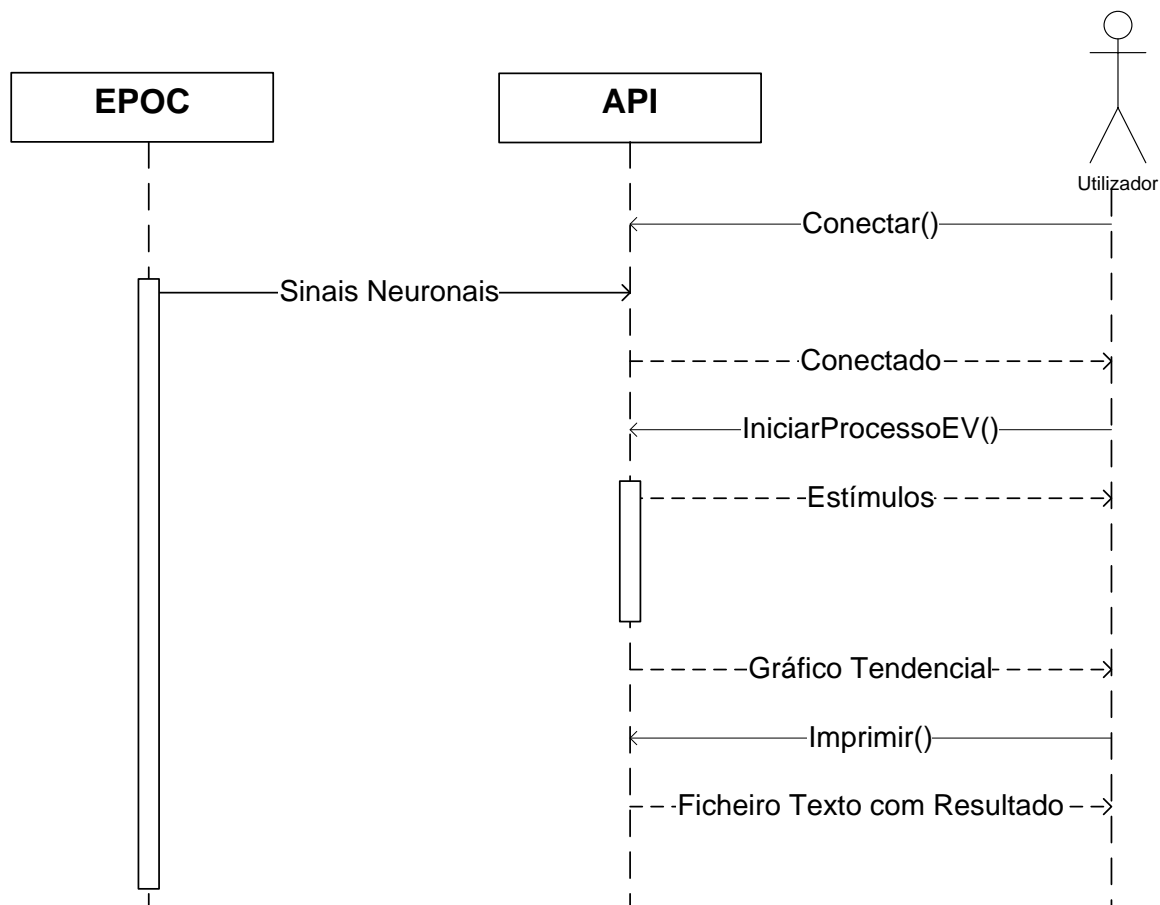 EPOC
API
Utilizador
Conectar()
Sinais Neuronais
Conectado
IniciarProcessoEV()
Estímulos
Gráfico Tendencial
Imprimir()
Ficheiro Texto com Resultado